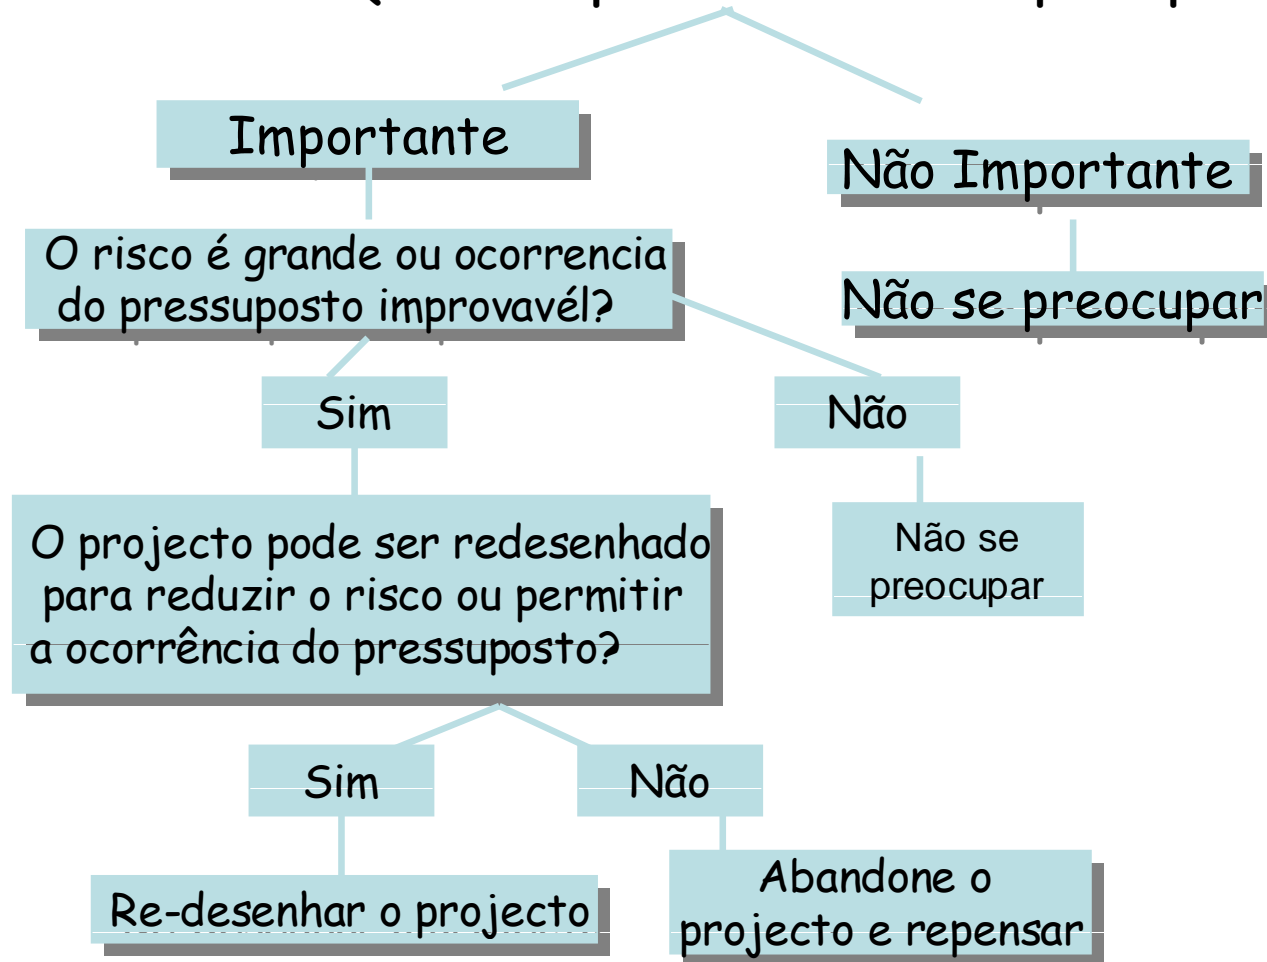 Importante
Não Importante
O risco é grande ou ocorrencia
do pressuposto improvavél?
Não se preocupar
Sim
Não
O projecto pode ser redesenhado
para reduzir o risco ou permitir
a ocorrência do pressuposto?
Não se
preocupar
Sim
Não
Re-desenhar o projecto
Abandone o
projecto e repensar